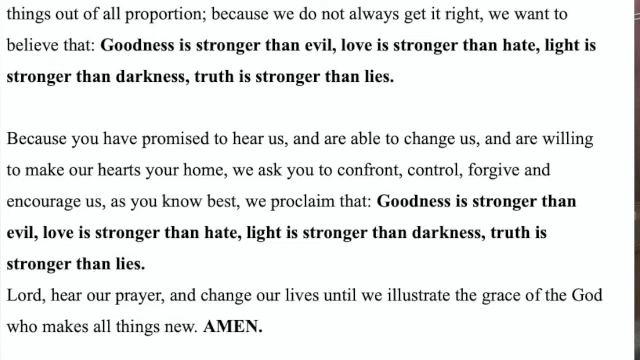 things out of all proportion; because we do not always get it right, we want to
believe that: Goodness is stronger than evil, love is stronger than hate, light is
stronger than darkness, truth is stronger than lies.
Because you have promised to hear us, and are able to change us, and are willing
to make our hearts your home, we ask you to confront, control, forgive and
encourage us, as you know best, we proclaim that: Goodness is stronger than
evil, love is stronger than hate, light is stronger than darkness, truth is
stronger than lies.
Lord, hear our prayer, and change our lives until we illustrate the grace of the God
who makes all things new. AMEN.